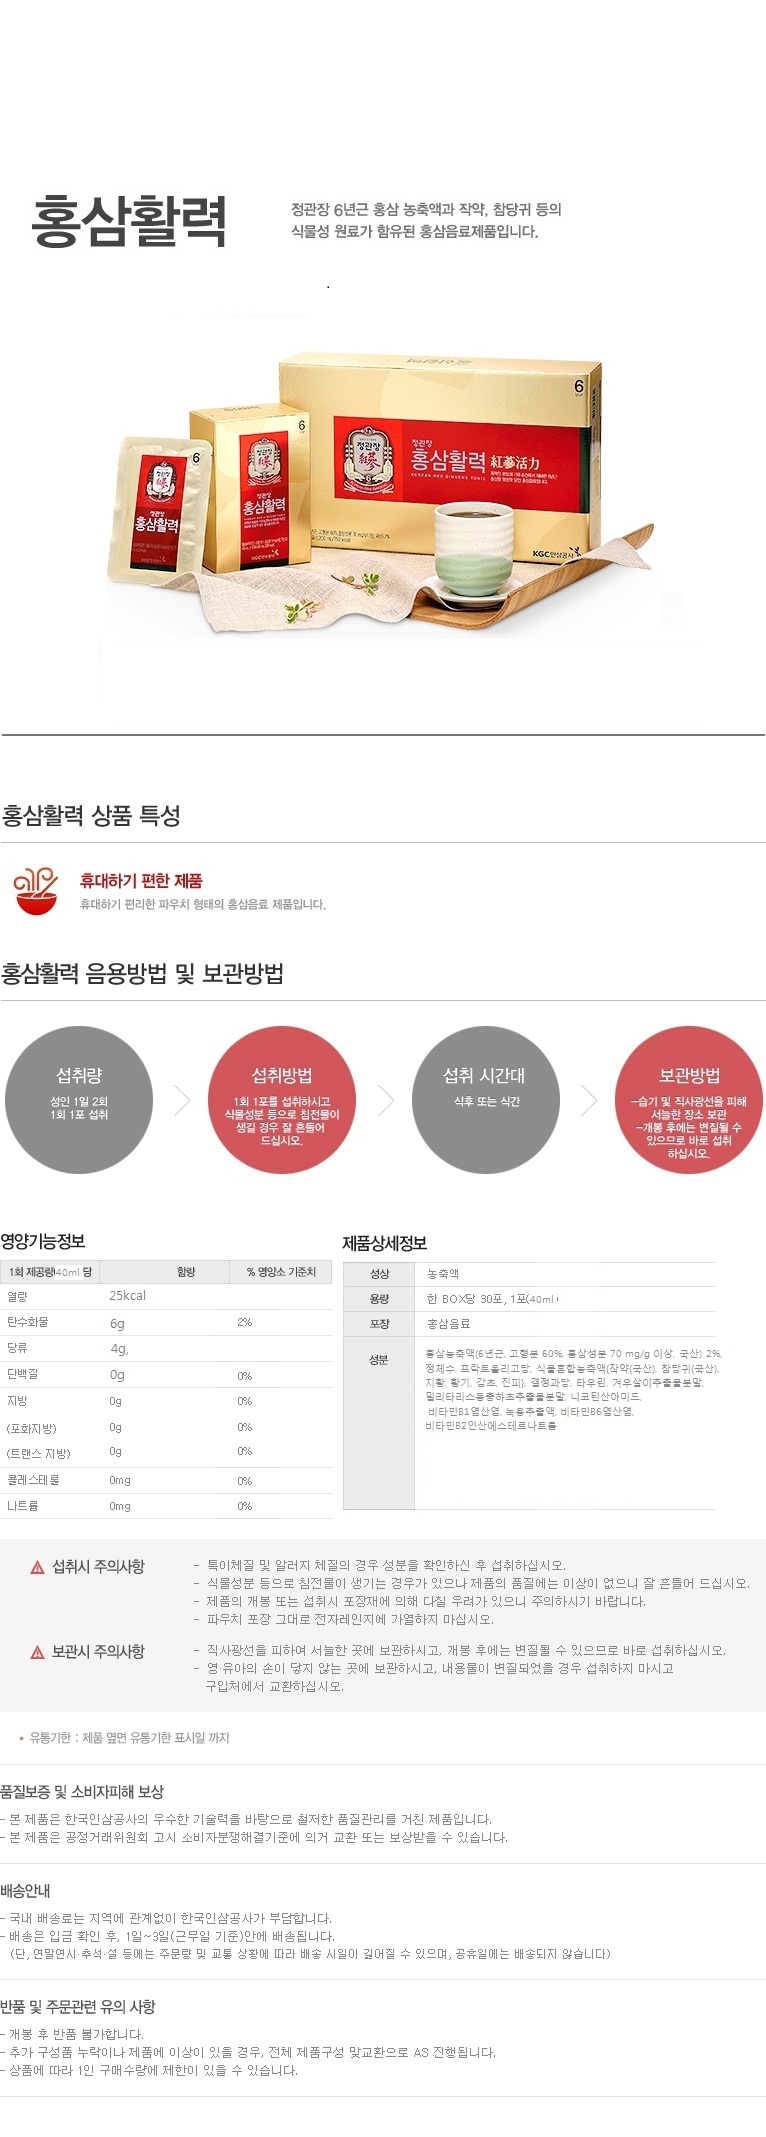 홍삼활력
정관장 6년근 홍삼 농축액과 작약, 참당귀 등의
식물성 원료가 함유된 홍삼음료제품입니다.
6
정관장
홍삼활력 紅蔘活力
KOREAN RED GINSENG TONIC
KGC인삼공사
6
정관장
홍삼활력
KGC인삼공사
6
정관장
홍삼활력
홍삼활력 상품 특성
휴대하기 편한 제품
휴대하기 편리한 파우치 형태의 홍삼음료 제품입니다.
홍삼활력 음용방법 및 보관방법
섭취량
성인 1일 2회
1회 1포 섭취
섭취방법
1회 1포를 섭취하시고
식물성분 등으로 침전물이
생길 경우 잘 흔들어
드십시오.
섭취 시간대
식후 또는 식간
보관방법
-습기 및 직사광선을 피해
서늘한 장소 보관
-개봉 후에는 변질될 수
있으므로 바로 섭취
하십시오.
영양기능정보
1회 제공량(40ml 당 함량 % 영양소 기준치
열량 25kcal
탄수화물 6g 2%
당류 4g,
단백질 0g 0%
지방 0g 0%
(포화지방) 0g 0%
(트랜스 지방) 0g 0%
콜레스테롤 0mg 0%
나트륨 0mg 0%
제품상세정보
성상 농축액
용량 한 BOX당 30포, 1포(40ml
포장 홍삼음료
성분 홍삼농축액(6년근, 고형분 60%, 홍삼성분 70 mg/g 이상, 국산) 2%,
정제수, 프락토올리고당, 식물혼합농축액(작약(국산), 참당귀(국산),
지황, 황기, 감초, 진피), 결정과당, 타우린, 겨우살이추출물분말,
밀리타리스동충하초추출물분말, 니코틴산아미드,
비타민B1염산염, 녹용추출액, 비타민B6염산염,
비타민B2인산에스테르나트륨
섭취시 주의사항
- 특이체질 및 알러지 체질의 경우 성분을 확인하신 후 섭취하십시오.
- 식물성분 등으로 침전물이 생기는 경우가 있으나 제품의 품질에는 이상이 없으니 잘 흔들어 드십시오.
- 제품의 개봉 또는 섭취시 포장재에 의해 다칠 우려가 있으니 주의하시기 바랍니다.
- 파우치 포장 그대로 전자레인지에 가열하지 마십시오.
보관시 주의사항
- 직사광선을 피하여 서늘한 곳에 보관하시고, 개봉 후에는 변질될 수 있으므로 바로 섭취하십시오.
- 영·유아의 손이 닿지 않는 곳에 보관하시고, 내용물이 변질되었을 경우 섭취하지 마시고
구입처에서 교환하십시오.
• 유통기한 : 제품 옆면 유통기한 표시일 까지
품질보증 및 소비자피해 보상
- 본 제품은 한국인삼공사의 우수한 기술력을 바탕으로 철저한 품질관리를 거친 제품입니다.
- 본 제품은 공정거래위원회 고시 소비자분쟁해결기준에 의거 교환 또는 보상받을 수 있습니다.
배송안내
- 국내 배송료는 지역에 관계없이 한국인삼공사가 부담합니다.
- 배송은 입금 확인 후, 1일~3일(근무일 기준)안에 배송됩니다.
(단, 연말연시·추석·설 등에는 주문량 및 교통 상황에 따라 배송 시일이 길어질 수 있으며, 공휴일에는 배송되지 않습니다)
반품 및 주문관련 유의 사항
- 개봉 후 반품 불가합니다.
- 추가 구성품 누락이나 제품에 이상이 있을 경우, 전체 제품구성 맞교환으로 AS 진행됩니다.
- 상품에 따라 1인 구매수량에 제한이 있을 수 있습니다.